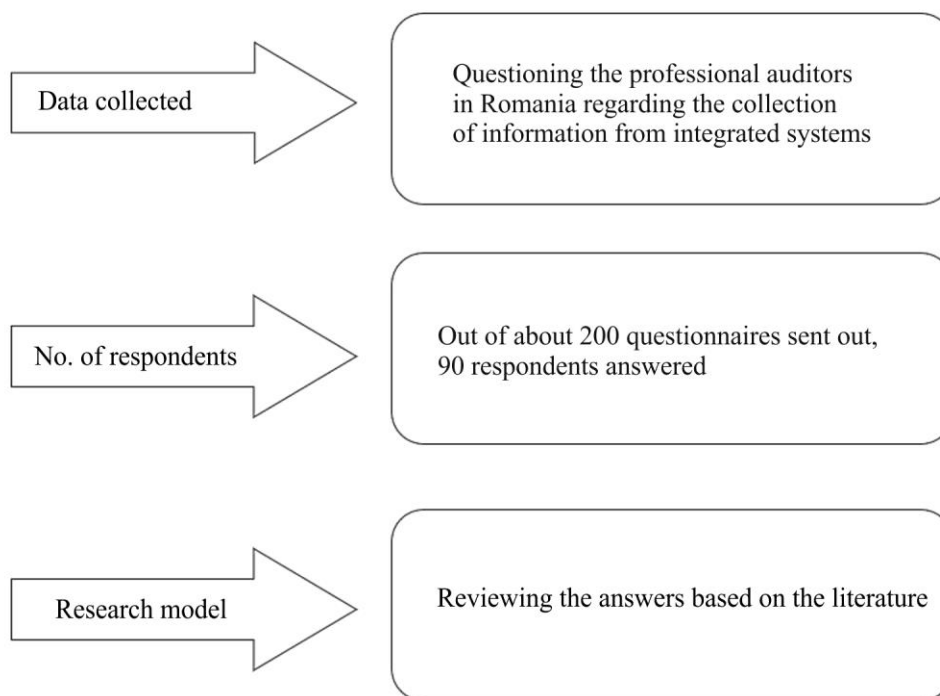 Data collected
Questioning the professional auditors
in Romania regarding the collection
of information from integrated systems
No. of respondents
Out of about 200 questionnaires sent out,
90 respondents answered
Research model
Reviewing the answers based on the literature